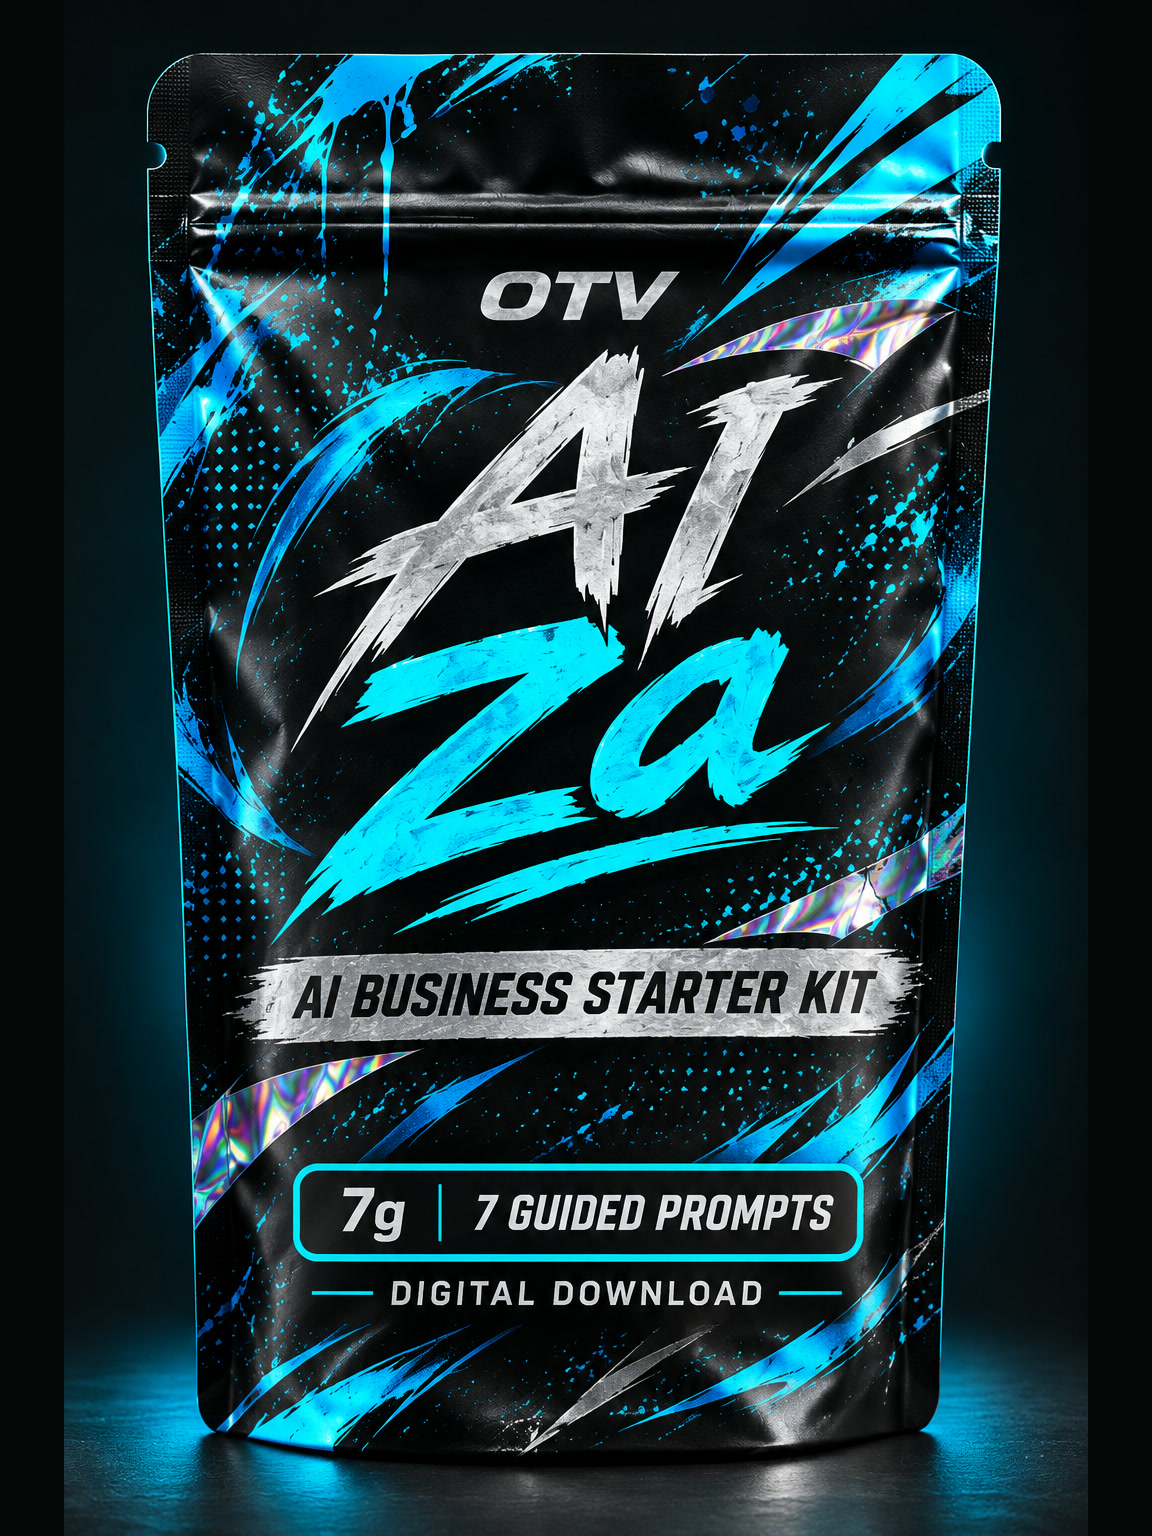 OTV
AI
Za
AI BUSINESS STARTER KIT
7g | 7 GUIDED PROMPTS
DIGITAL DOWNLOAD